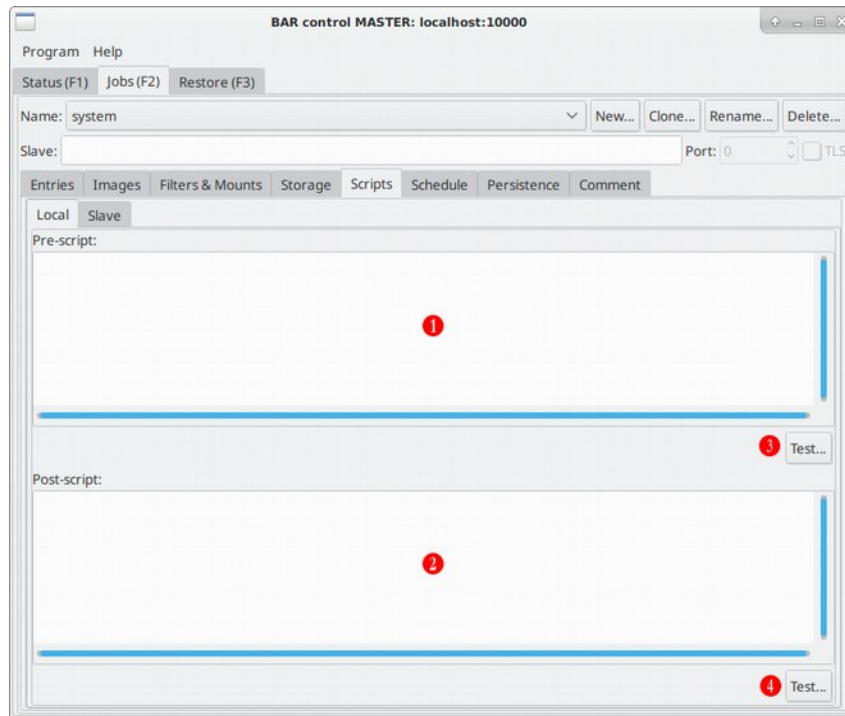 BAR control MASTER: localhost:10000
Program Help
Status (F1) Jobs (F2) Restore (F3)
Name: system New... Clone... Rename... Delete...
Slave: Port: 0 TLS
Entries Images Filters & Mounts Storage Scripts Schedule Persistence Comment
Local Slave
Pre-script:
1
3 Test...
Post-script:
2
4 Test...